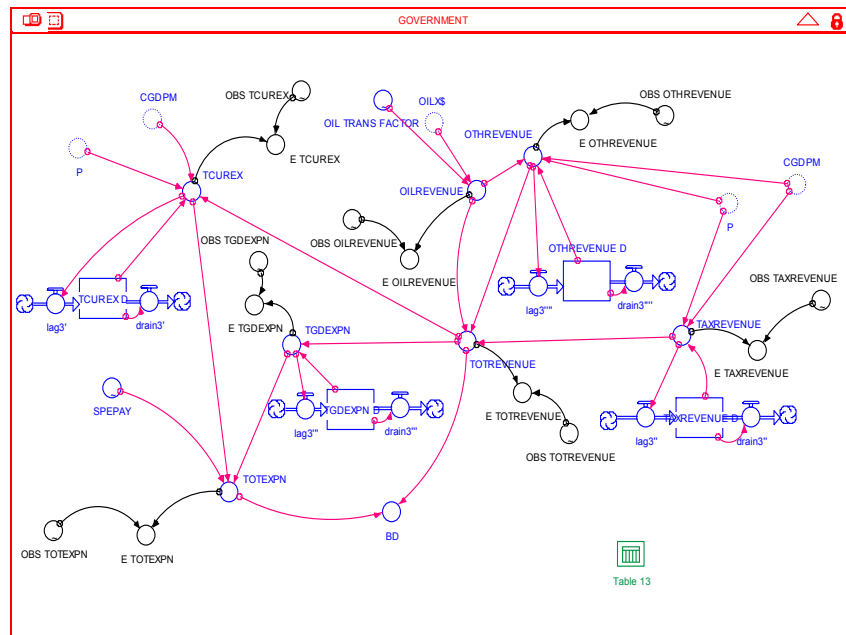 GOVERNMENT
OBS TCUREX
CGDPM
OILX$
OBS OTHREVENUE
OIL TRANS FACTOR
OTHREVENUE
E OTHREVENUE
E TCUREX
P
TCUREX
OILREVENUE
CGDPM
P
OBS OILREVENUE
OBS TGDEXPN
E OILREVENUE
OTHREVENUE D
OBS TAXREVENUE
TCUREX D
lag3'
drain3'
lag3''''
drain3''''
E TGDEXPN
TGDEXPN
TOTREVENUE
TAXREVENUE
E TAXREVENUE
SPEPAY
TGDEXPN D
lag3'''
drain3'''
E TOTREVENUE
TAXREVENUE D
lag3''
drain3''
OBS TOTREVENUE
TOTEXPN
BD
OBS TOTEXPN
E TOTEXPN
Table 13